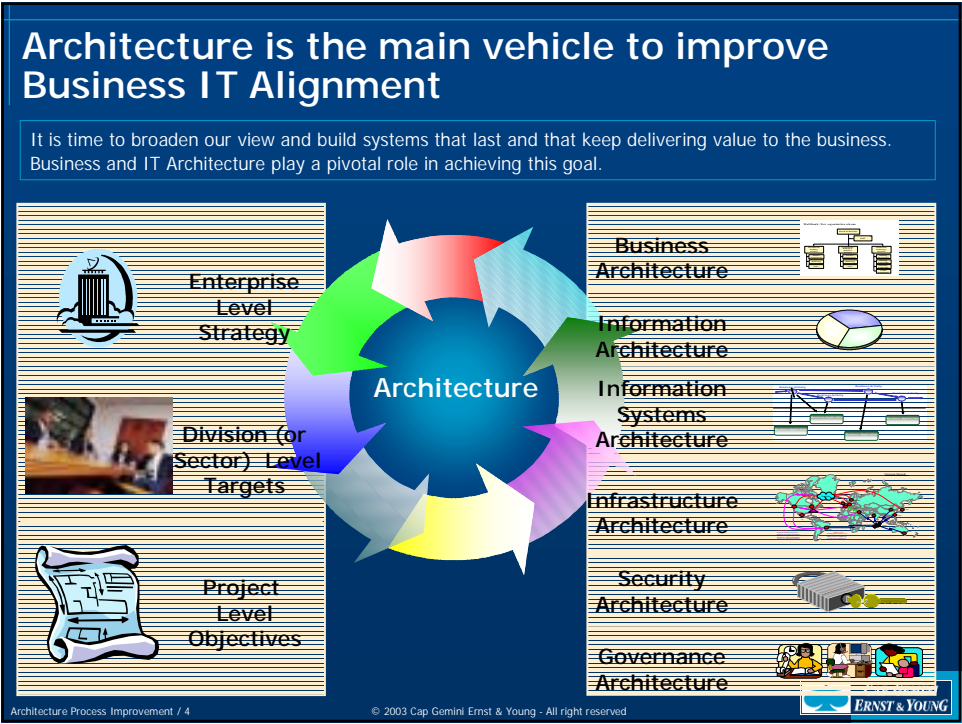 Architecture is the main vehicle to improve
Business IT Alignment
It is time to broaden our view and build systems that last and that keep delivering value to the business.
Business and IT Architecture play a pivotal role in achieving this goal.
Enterprise
Level
Strategy
Division (or
Sector) Level
Targets
Project
Level
Objectives
Architecture
Business
Architecture
Information
Architecture
Information
Systems
Architecture
Infrastructure
Architecture
Security
Architecture
Governance
Architecture
Architecture Process Improvement / 4
© 2003 Cap Gemini Ernst & Young - All right reserved
ERNST & YOUNG